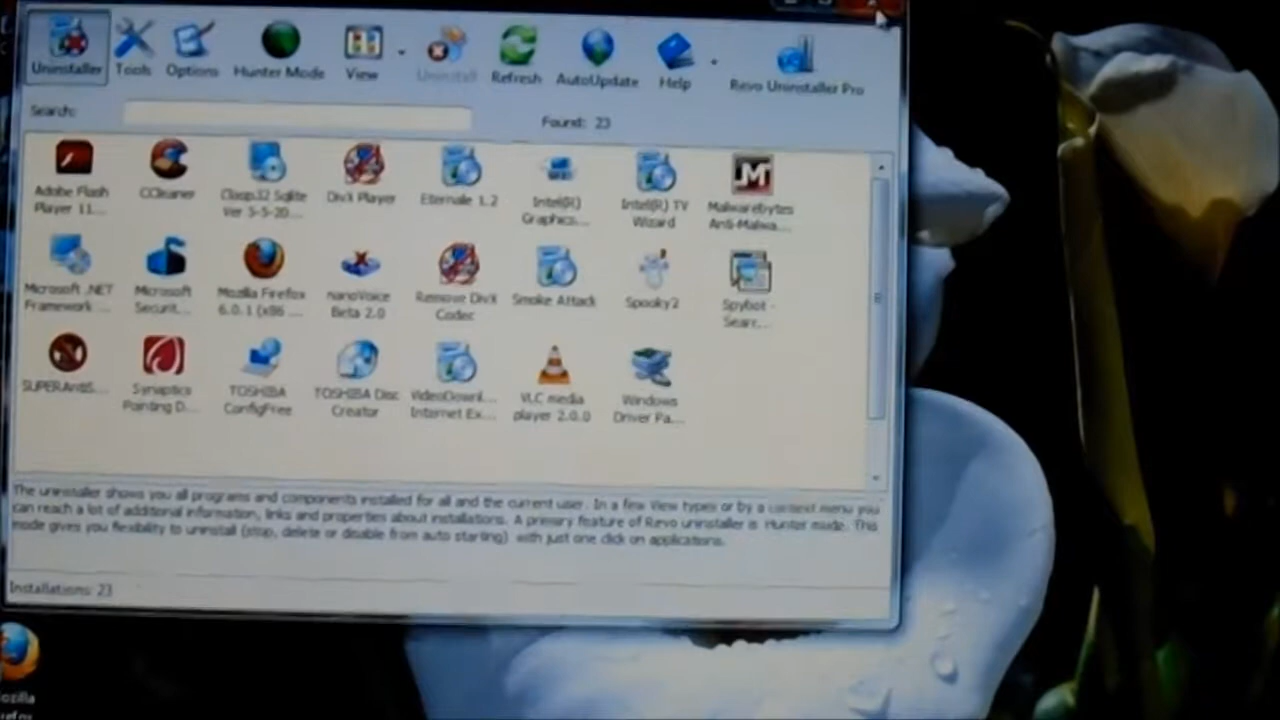 Uninstaller Tools Options Hunter Mode View Uninstall Refresh AutoUpdate Help Revo Uninstaller Pro
Search: Found: 23
Adobe Flash Player 11...
CCleaner
Clasp32 Sqlite Ver 5-5-20...
DivX Player
Eternale 1.2
Intel(R) Graphics...
Intel(R) TV Wizard
Malwarebytes Anti-Malwa...
Microsoft .NET Framework ...
Microsoft Securit...
Mozilla Firefox 6.0.1 (x86 ...
nanoVoice Beta 2.0
Remove DivX Codec
Smoke Attack
Spooky2
Spybot - Searc...
SUPERAntiS...
Synaptics Pointing D...
TOSHIBA ConfigFree
TOSHIBA Disc Creator
VideoDownl... Internet Ex...
VLC media player 2.0.0
Windows Driver Pa...
The uninstaller shows you all programs and components installed for all and the current user. In a few View types or by a context menu you
can reach a lot of additional information, links and properties about installations. A primary feature of Revo uninstaller is Hunter mode. This
mode gives you flexibility to uninstall (stop, delete or disable from auto starting) with just one click on applications.
Installations: 23